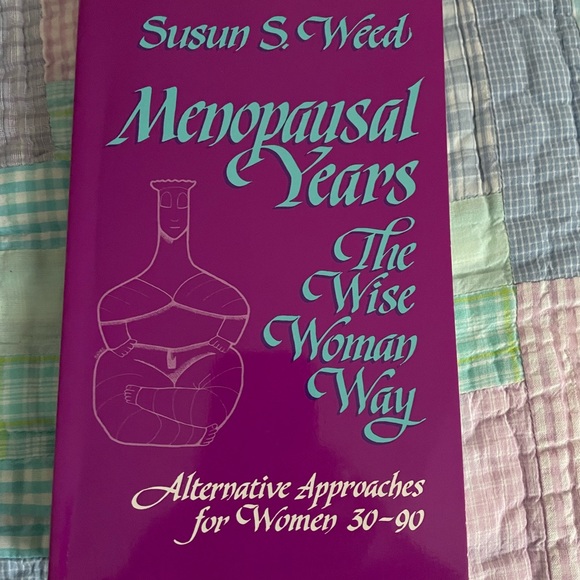 Susun S. Weed
Menopausal
Years
The
Wise
Woman
Way
Alternative Approaches
for Women 30-90